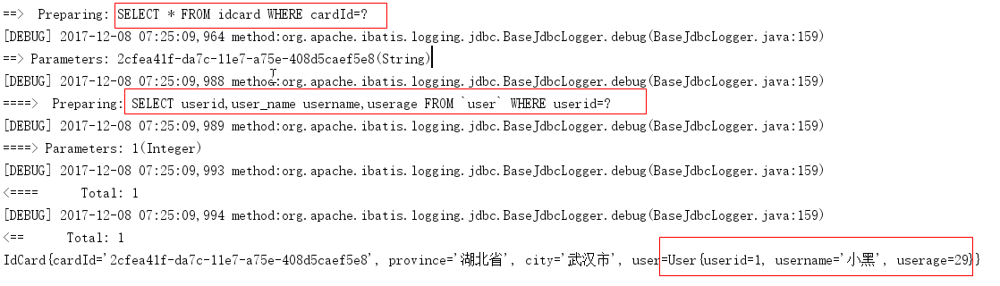 ==>  Preparing: SELECT * FROM idcard WHERE cardId=?
[DEBUG] 2017-12-08 07:25:09,964 method:org.apache.ibatis.logging.jdbc.BaseJdbcLogger.debug(BaseJdbcLogger.java:159)
==> Parameters: 2cfea41f-da7c-11e7-a75e-408d5caef5e8(String)
[DEBUG] 2017-12-08 07:25:09,988 method:org.apache.ibatis.logging.jdbc.BaseJdbcLogger.debug(BaseJdbcLogger.java:159)
====>  Preparing: SELECT userid,user_name username,userage FROM `user` WHERE userid=?
[DEBUG] 2017-12-08 07:25:09,989 method:org.apache.ibatis.logging.jdbc.BaseJdbcLogger.debug(BaseJdbcLogger.java:159)
====> Parameters: 1(Integer)
[DEBUG] 2017-12-08 07:25:09,993 method:org.apache.ibatis.logging.jdbc.BaseJdbcLogger.debug(BaseJdbcLogger.java:159)
<====      Total: 1
[DEBUG] 2017-12-08 07:25:09,994 method:org.apache.ibatis.logging.jdbc.BaseJdbcLogger.debug(BaseJdbcLogger.java:159)
<==      Total: 1
IdCard{cardId='2cfea41f-da7c-11e7-a75e-408d5caef5e8', province='湖北省', city='武汉市', user=User{userid=1, username='小黑', userage=29}}